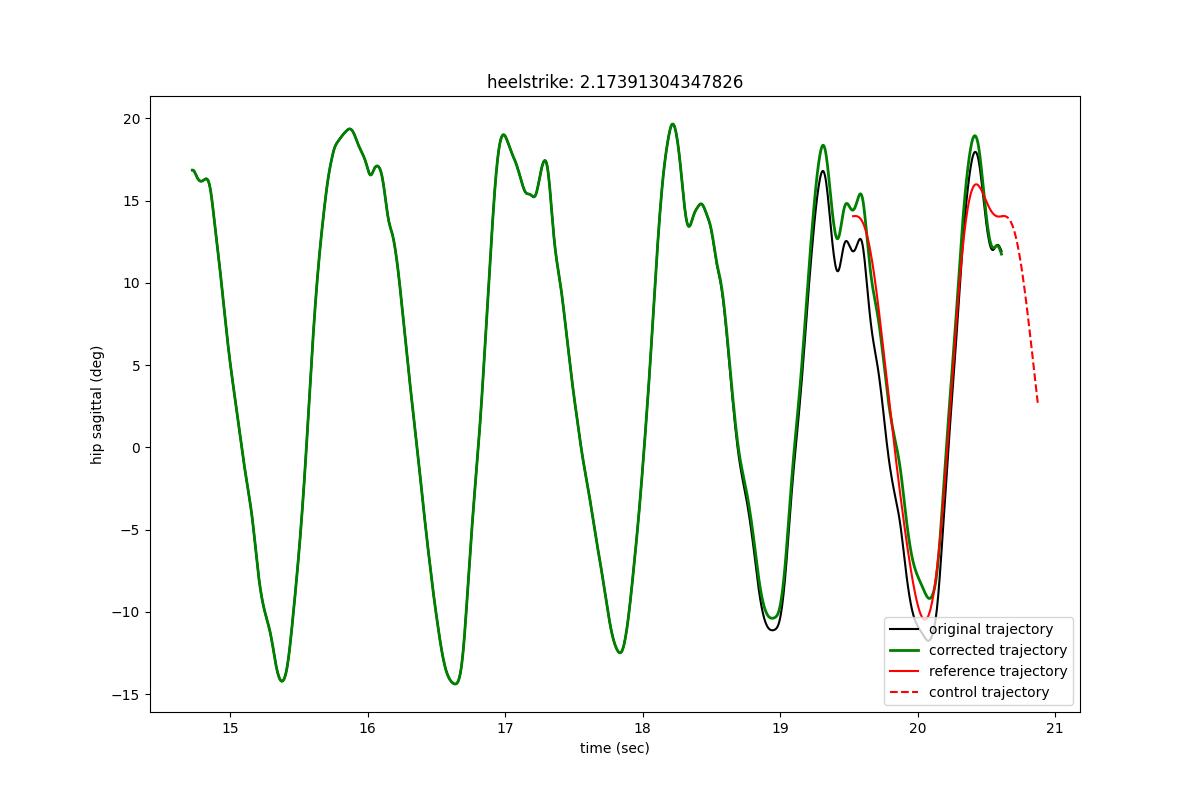 heelstrike: 2.17391304347826
20
15
10
5
0
−5
−10
−15
hip sagittal (deg)
original trajectory
corrected trajectory
reference trajectory
control trajectory
15 16 17 18 19 20 21
time (sec)